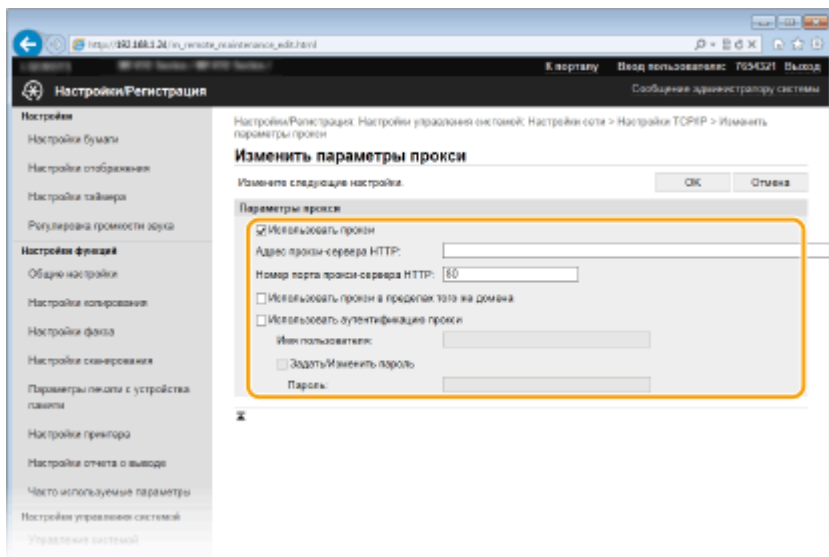 http://192.168.1.24/m_remote_maintenance_edit.html
К порталу Вход пользователя: 7654321 Выход
Настройки/Регистрация
Сообщение администратору системы
Настройки
Настройки бумаги
Настройки отображения
Настройки таймера
Регулировка громкости звука
Настройки функций
Общие настройки
Настройки копирования
Настройки факса
Настройки сканирования
Параметры печати с устройства
памяти
Настройки принтера
Настройки отчета о выводе
Часто используемые параметры
Настройки управления системой
Управление системой
Настройки/Регистрация: Настройки управления системой: Настройки сети > Настройки TCP/IP > Изменить
параметры прокси
Изменить параметры прокси
Измените следующие настройки.
OK Отмена
Параметры прокси
Использовать прокси
Адрес прокси-сервера HTTP:
Номер порта прокси-сервера HTTP: 80
Использовать прокси в пределах того же домена
Использовать аутентификацию прокси
Имя пользователя:
Задать/Изменить пароль
Пароль: